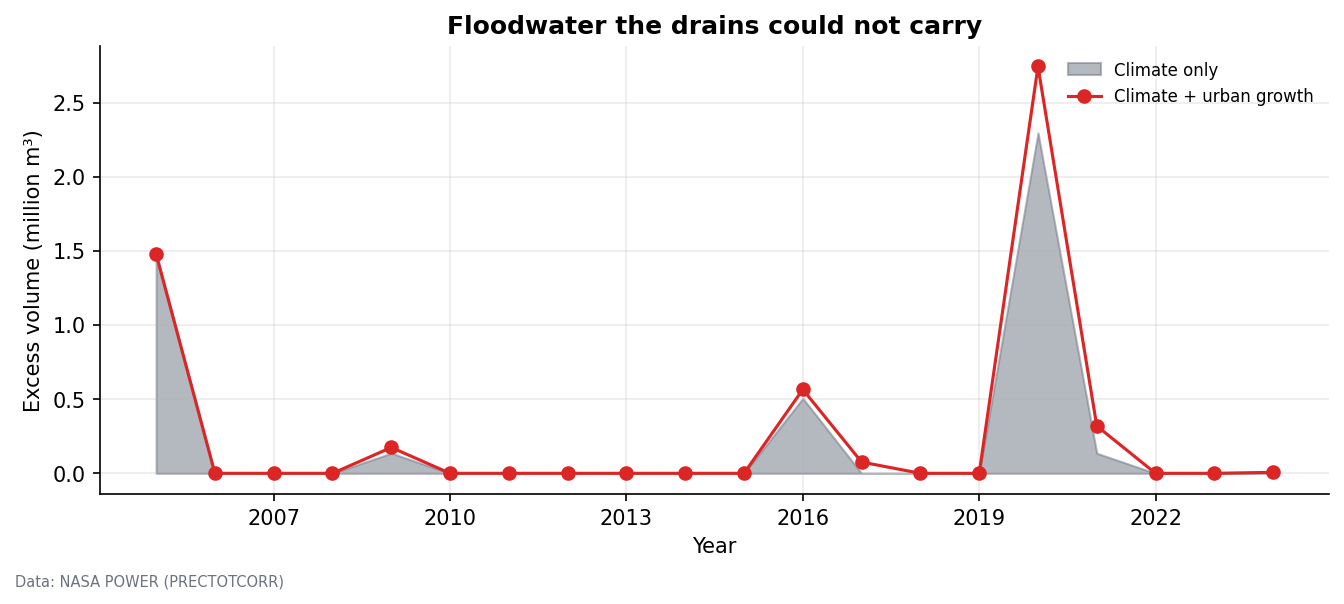 Floodwater the drains could not carry
Climate only
Climate + urban growth
Excess volume (million m³)
2.5
2.0
1.5
1.0
0.5
0.0
2007 2010 2013 2016 2019 2022
Year
Data: NASA POWER (PRECTOTCORR)